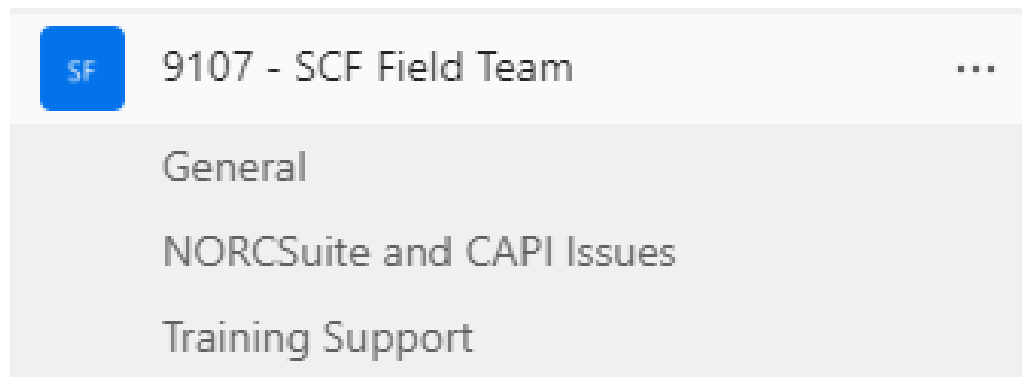 SF
9107 - SCF Field Team
...
General
NORCSuite and CAPI Issues
Training Support